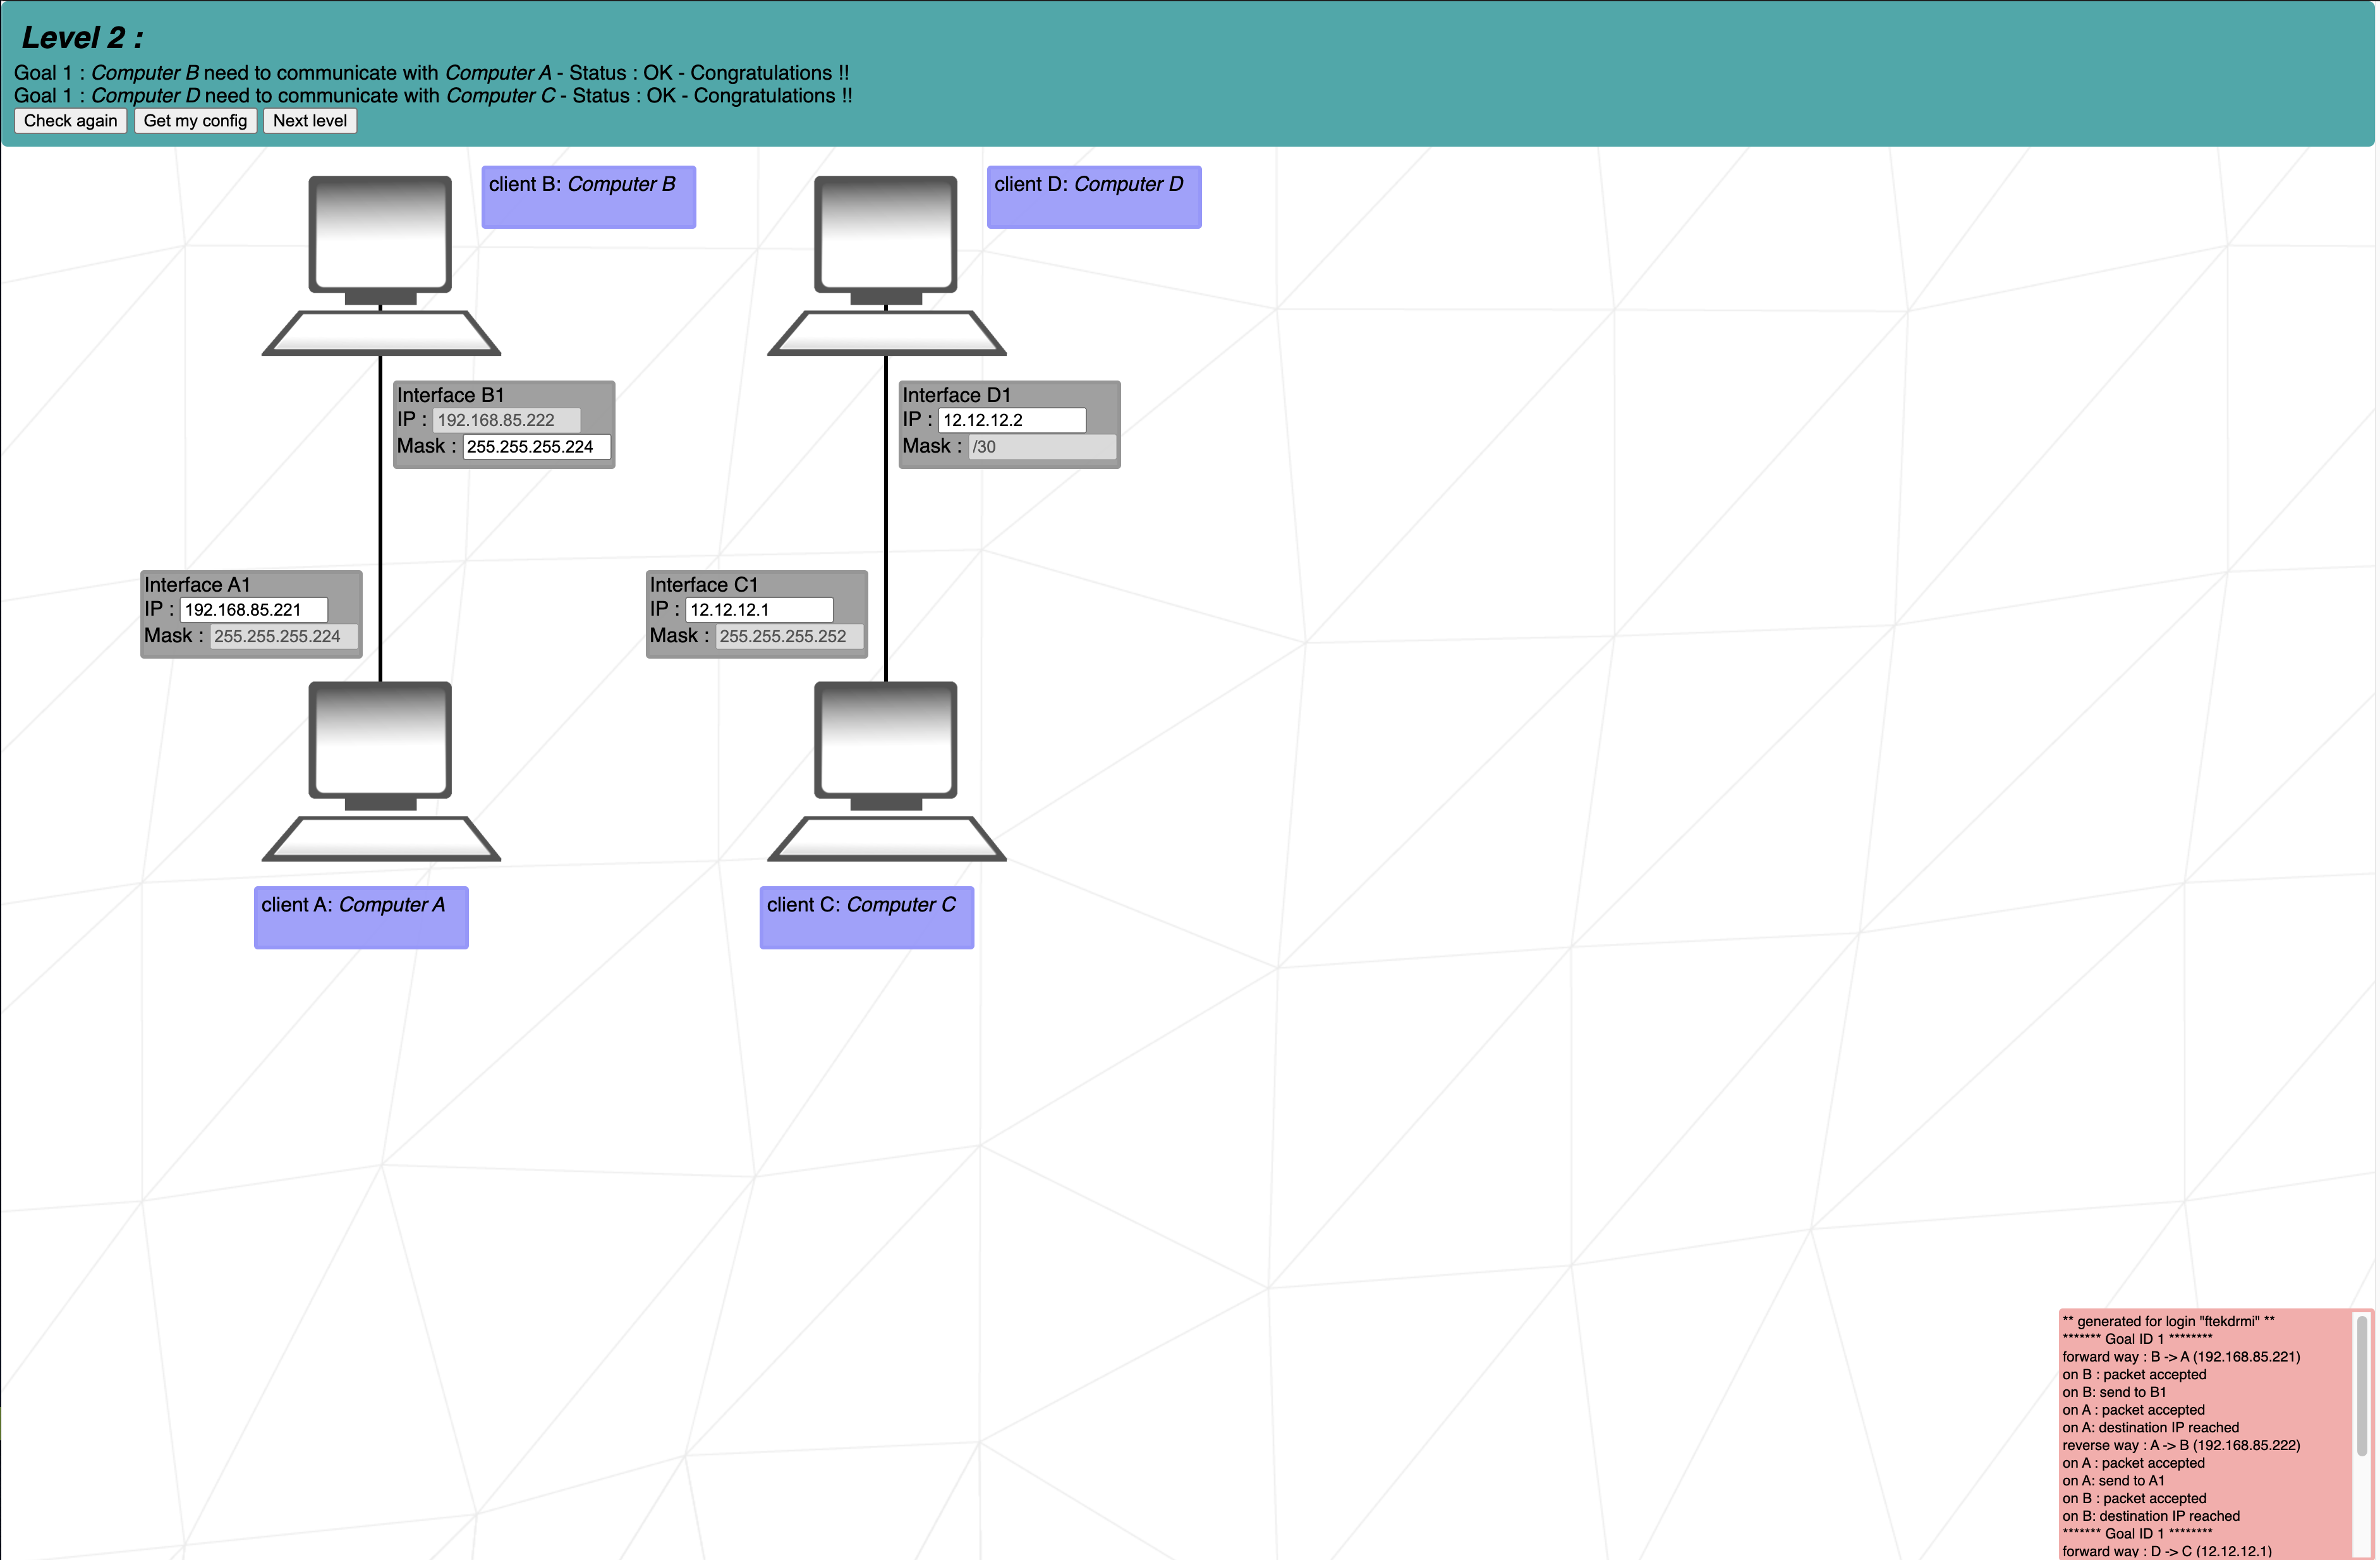 Level 2 :
Goal 1 : Computer B need to communicate with Computer A - Status : OK - Congratulations !!
Goal 1 : Computer D need to communicate with Computer C - Status : OK - Congratulations !!
Check again Get my config Next level
client B: Computer B
client D: Computer D
Interface B1
IP : 192.168.85.222
Mask : 255.255.255.224
Interface D1
IP : 12.12.12.2
Mask : /30
Interface A1
IP : 192.168.85.221
Mask : 255.255.255.224
Interface C1
IP : 12.12.12.1
Mask : 255.255.255.252
client A: Computer A
client C: Computer C
** generated for login "ftekdrmi" **
******* Goal ID 1 ********
forward way : B -> A (192.168.85.221)
on B : packet accepted
on B: send to B1
on A : packet accepted
on A: destination IP reached
reverse way : A -> B (192.168.85.222)
on A : packet accepted
on A: send to A1
on B : packet accepted
on B: destination IP reached
******* Goal ID 1 ********
forward way : D -> C (12.12.12.1)